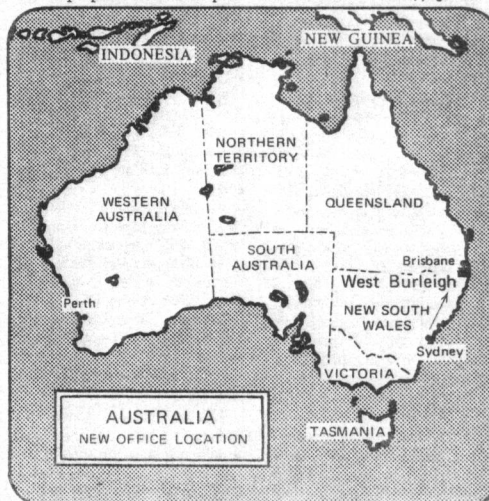 INDONESIA
NEW GUINEA
NORTHERN
TERRITORY
WESTERN
AUSTRALIA
QUEENSLAND
SOUTH
AUSTRALIA
Brisbane
West Burleigh
Perth
NEW SOUTH
WALES
Sydney
VICTORIA
AUSTRALIA
NEW OFFICE LOCATION
TASMANIA